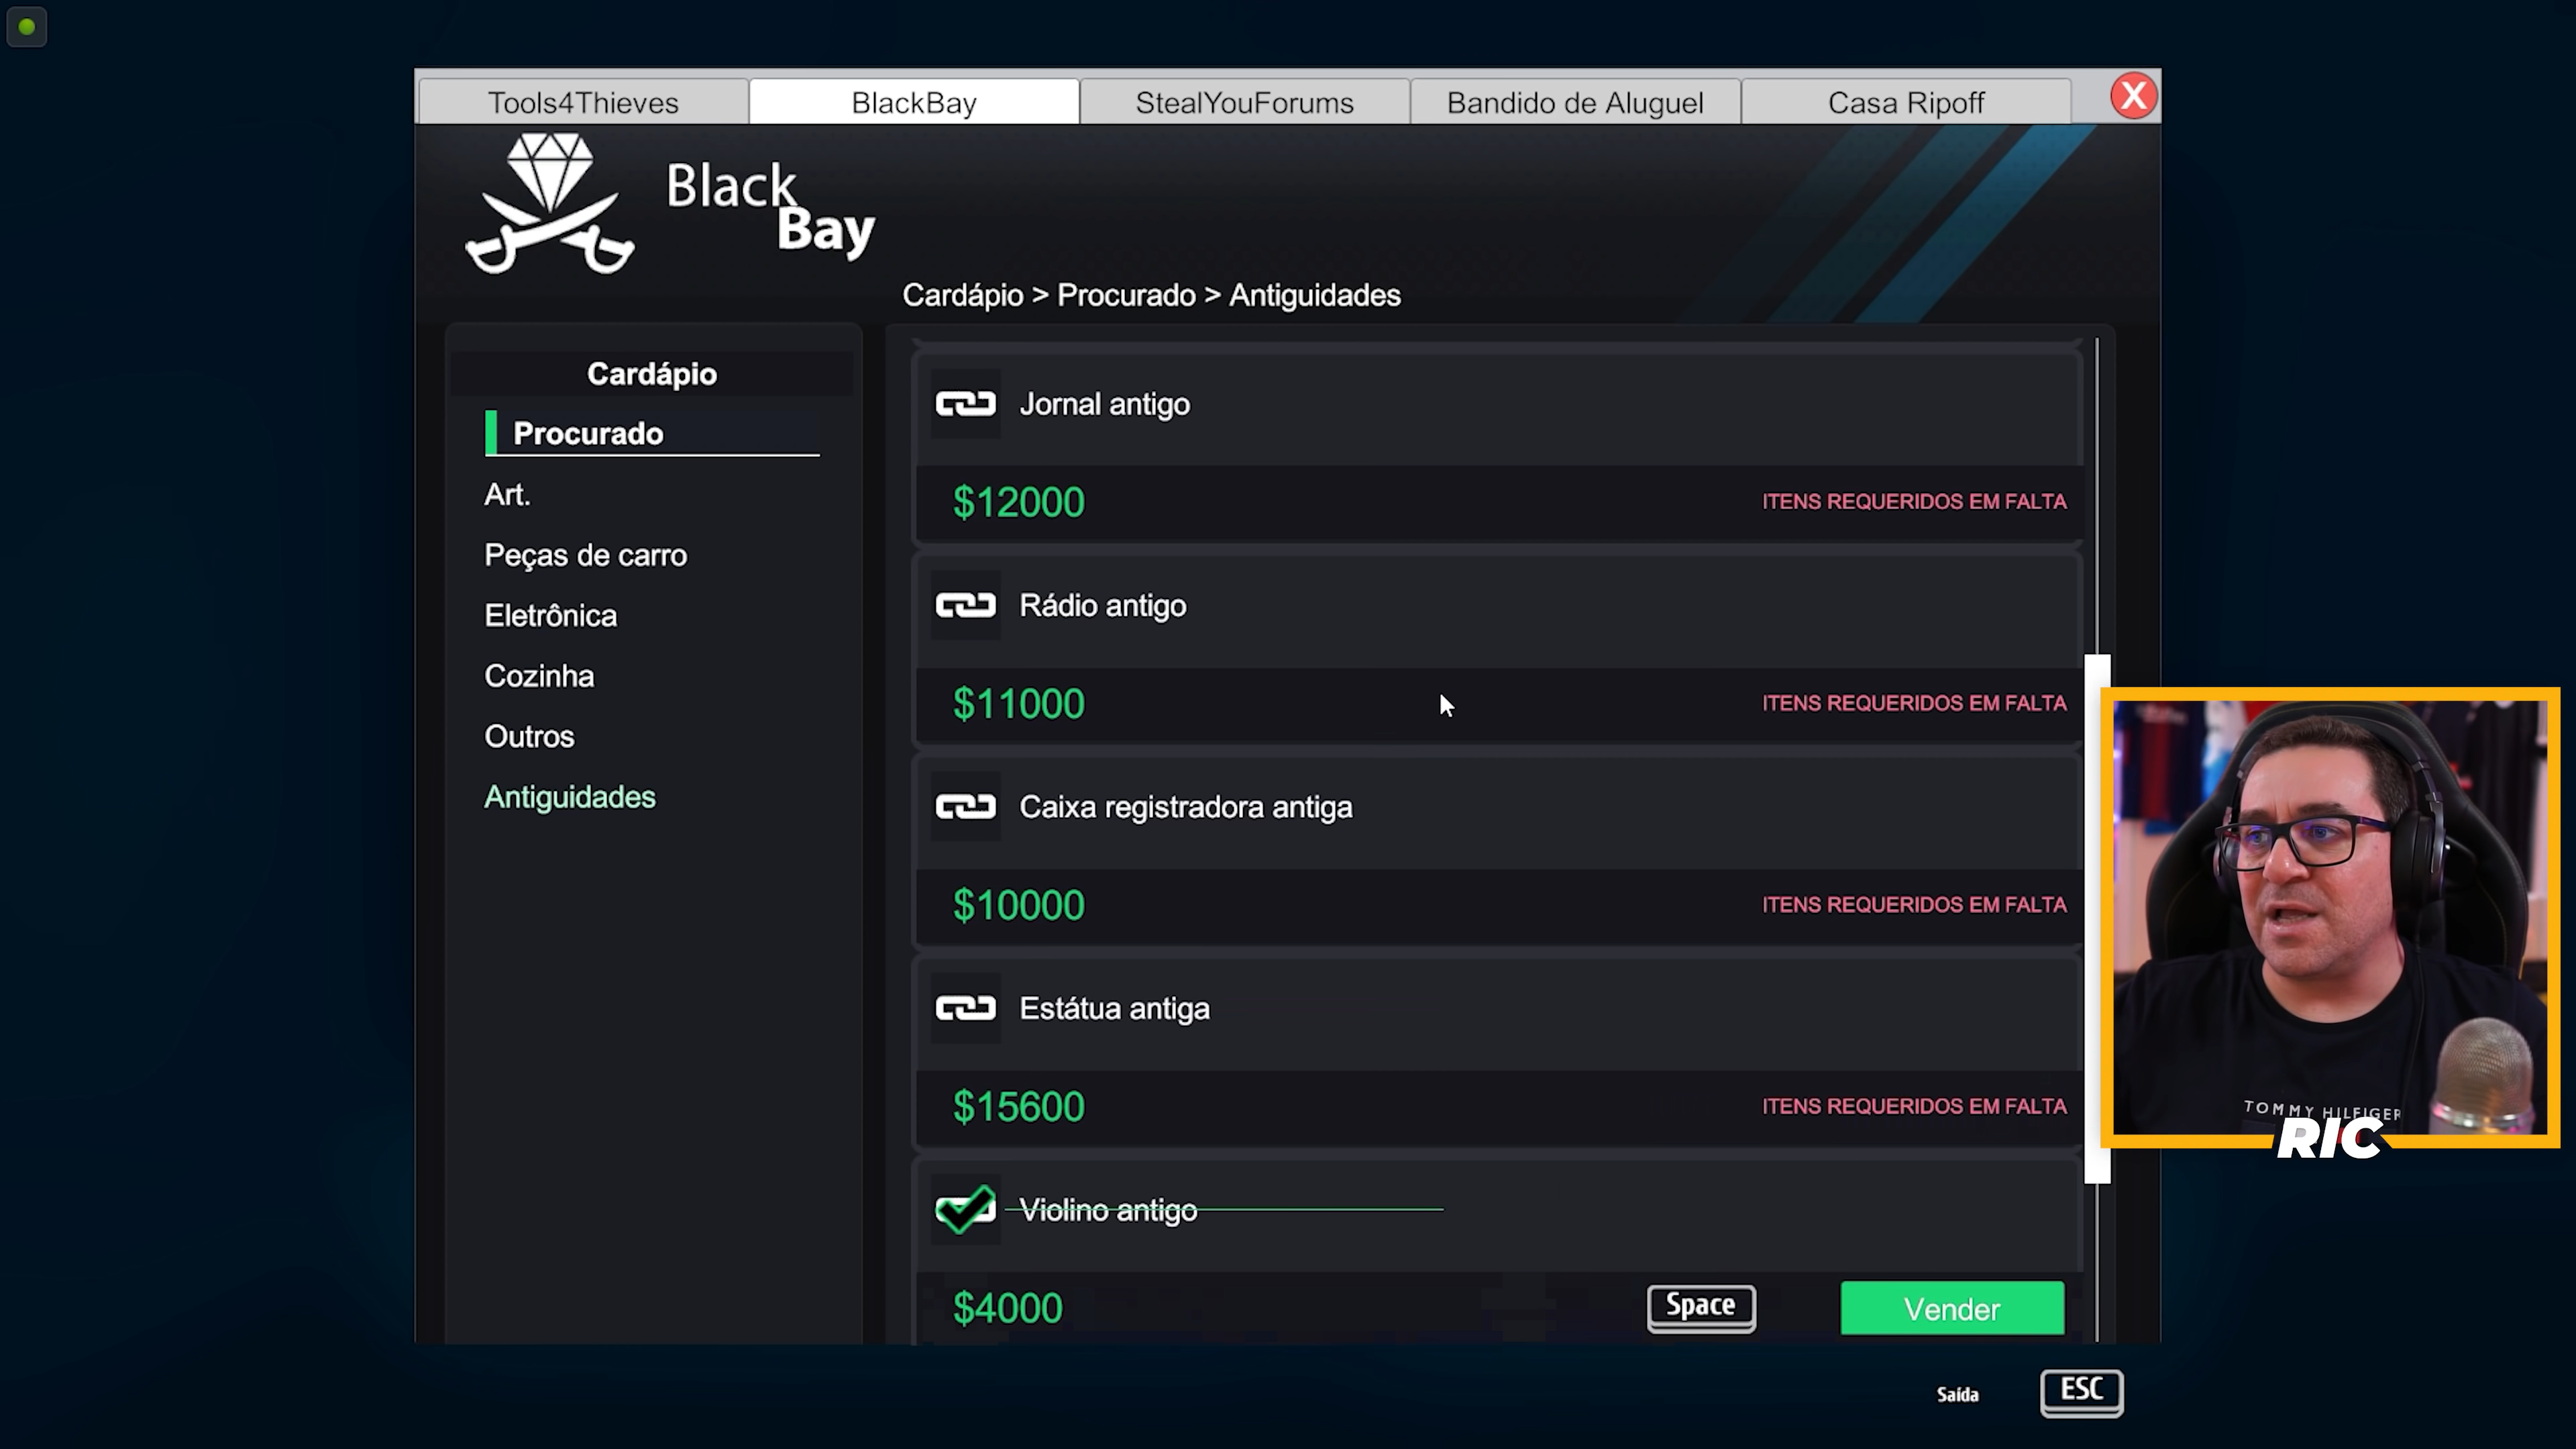 Tools4Thieves
BlackBay
StealYouForums
Bandido de Aluguel
Casa Ripoff
X
Black
Bay
Cardápio > Procurado > Antiguidades
Cardápio
Procurado
Art.
Peças de carro
Eletrônica
Cozinha
Outros
Antiguidades
Jornal antigo
$12000
ITENS REQUERIDOS EM FALTA
Rádio antigo
$11000
ITENS REQUERIDOS EM FALTA
Caixa registradora antiga
$10000
ITENS REQUERIDOS EM FALTA
Estátua antiga
$15600
ITENS REQUERIDOS EM FALTA
Violino antigo
$4000
Space
Vender
TOMMY HILFIGER
RIC
Saída
ESC